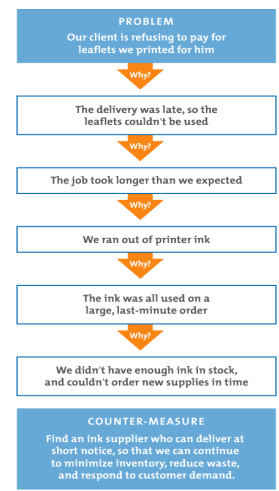 PROBLEM
Our client is refusing to pay for
leaflets we printed for him
Why?
The delivery was late, so the
leaflets couldn't be used
Why?
The job took longer than we expected
Why?
We ran out of printer ink
Why?
The ink was all used on a
large, last-minute order
Why?
We didn't have enough ink in stock,
and couldn't order new supplies in time
COUNTER-MEASURE
Find an ink supplier who can deliver at
short notice, so that we can continue
to minimize inventory, reduce waste,
and respond to customer demand.